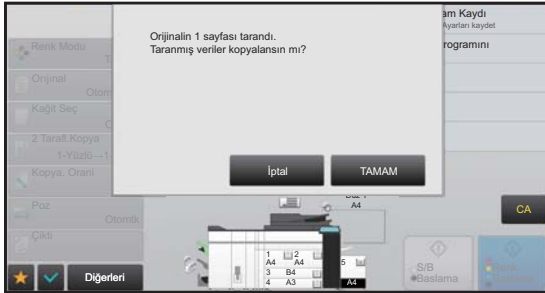 Orijinalin 1 sayfası tarandı.
Taranmış veriler kopyalansın mı?
İptal
TAMAM
am Kaydı
Ayarları kaydet
rogramını
Renk Modu
Orijinal
Otom
Kağıt Seç
2 Taraflı Kopya
1-Yüzlü→1-
Kopya. Oranı
Poz
Otomtk
Çıktı
Diğerleri
A4
CA
1 A4
2 A4
3 B4
4 A3
5
A4
S/B
Baslama